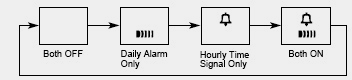 Both OFF
Daily Alarm
Only
Hourly Time
Signal Only
Both ON